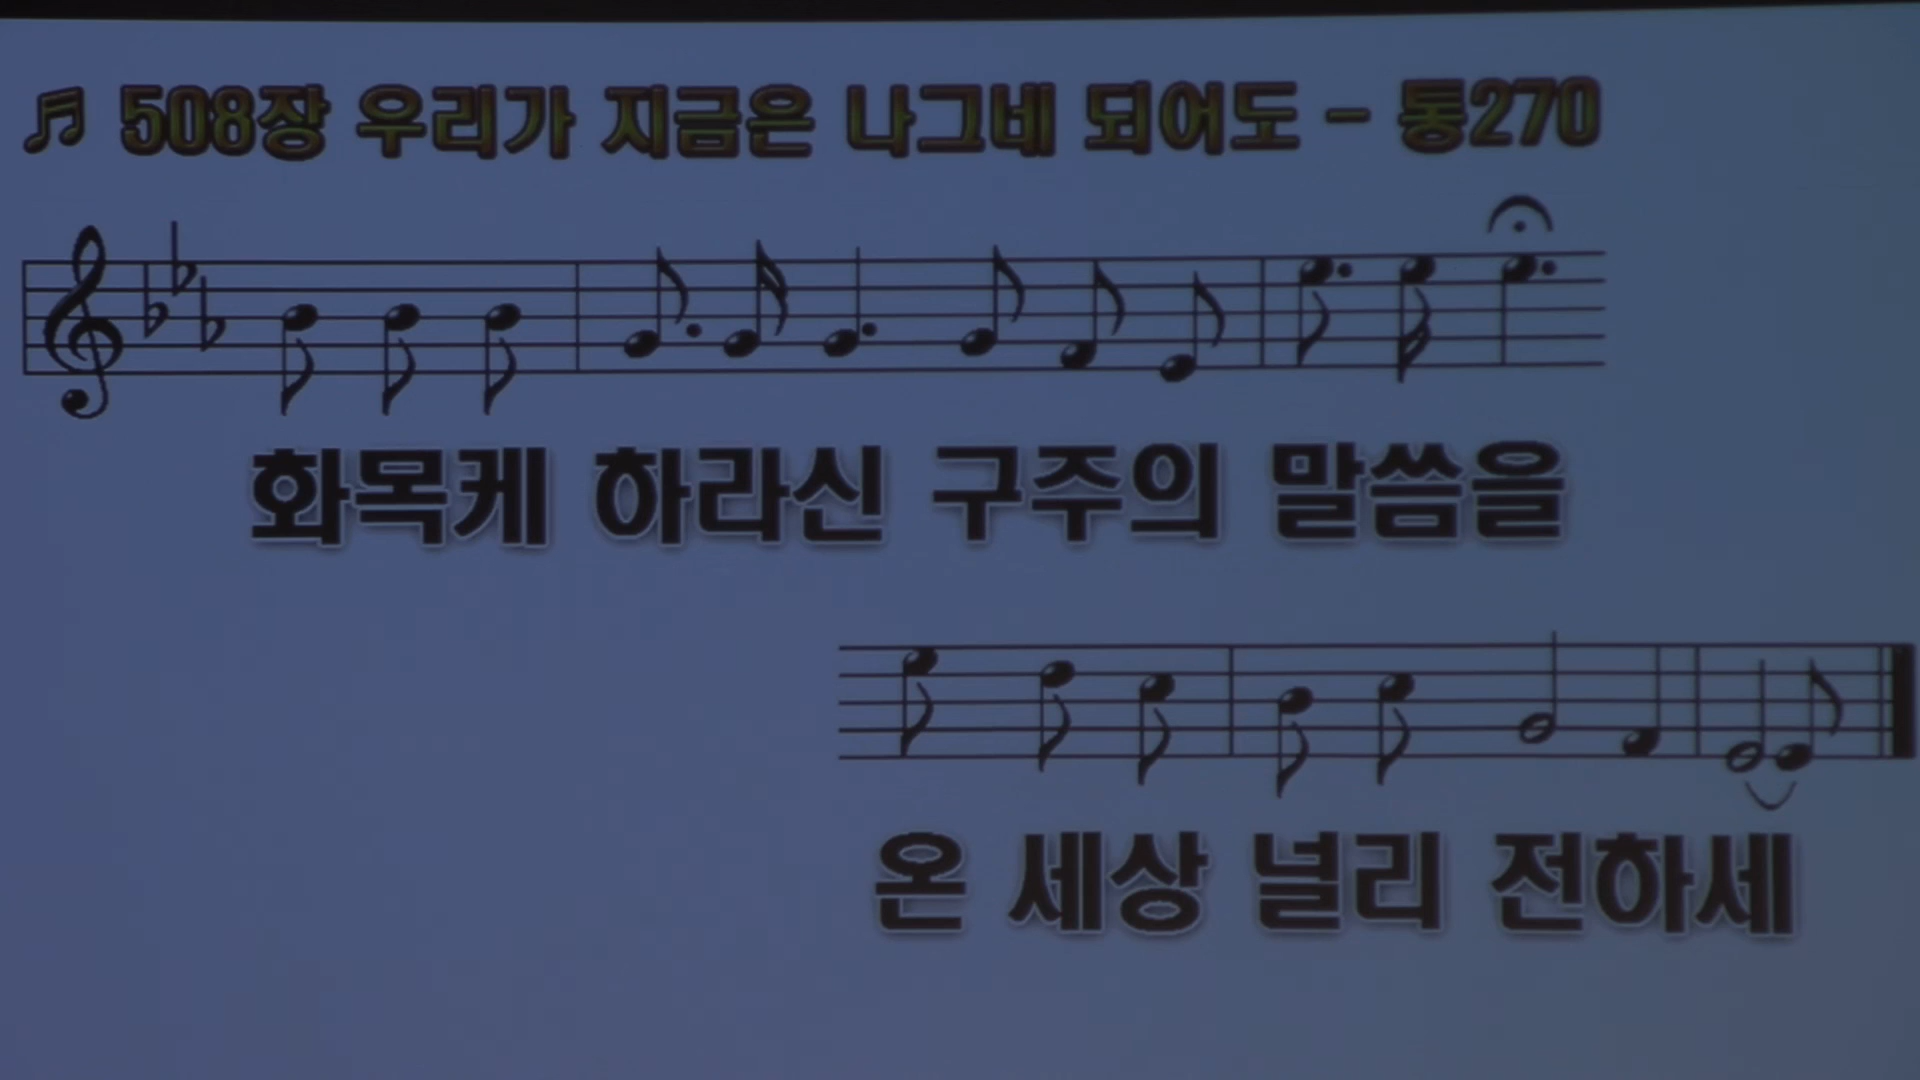 ♬ 508장 우리가 지금은 나그네 되어도 - 통270
화목케 하라신 구주의 말씀을
온 세상 널리 전하세